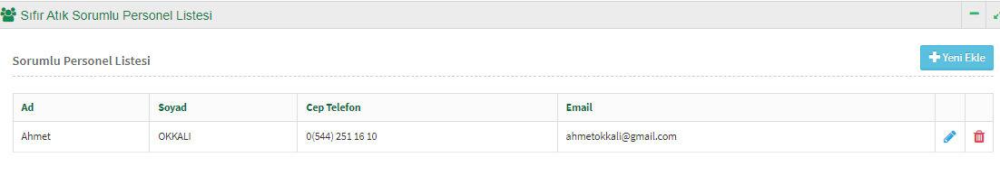 Sıfır Atık Sorumlu Personel Listesi
Sorumlu Personel Listesi
Yeni Ekle
Ad Soyad Cep Telefon Email
Ahmet OKKALI 0(544) 251 16 10 ahmetokkali@gmail.com